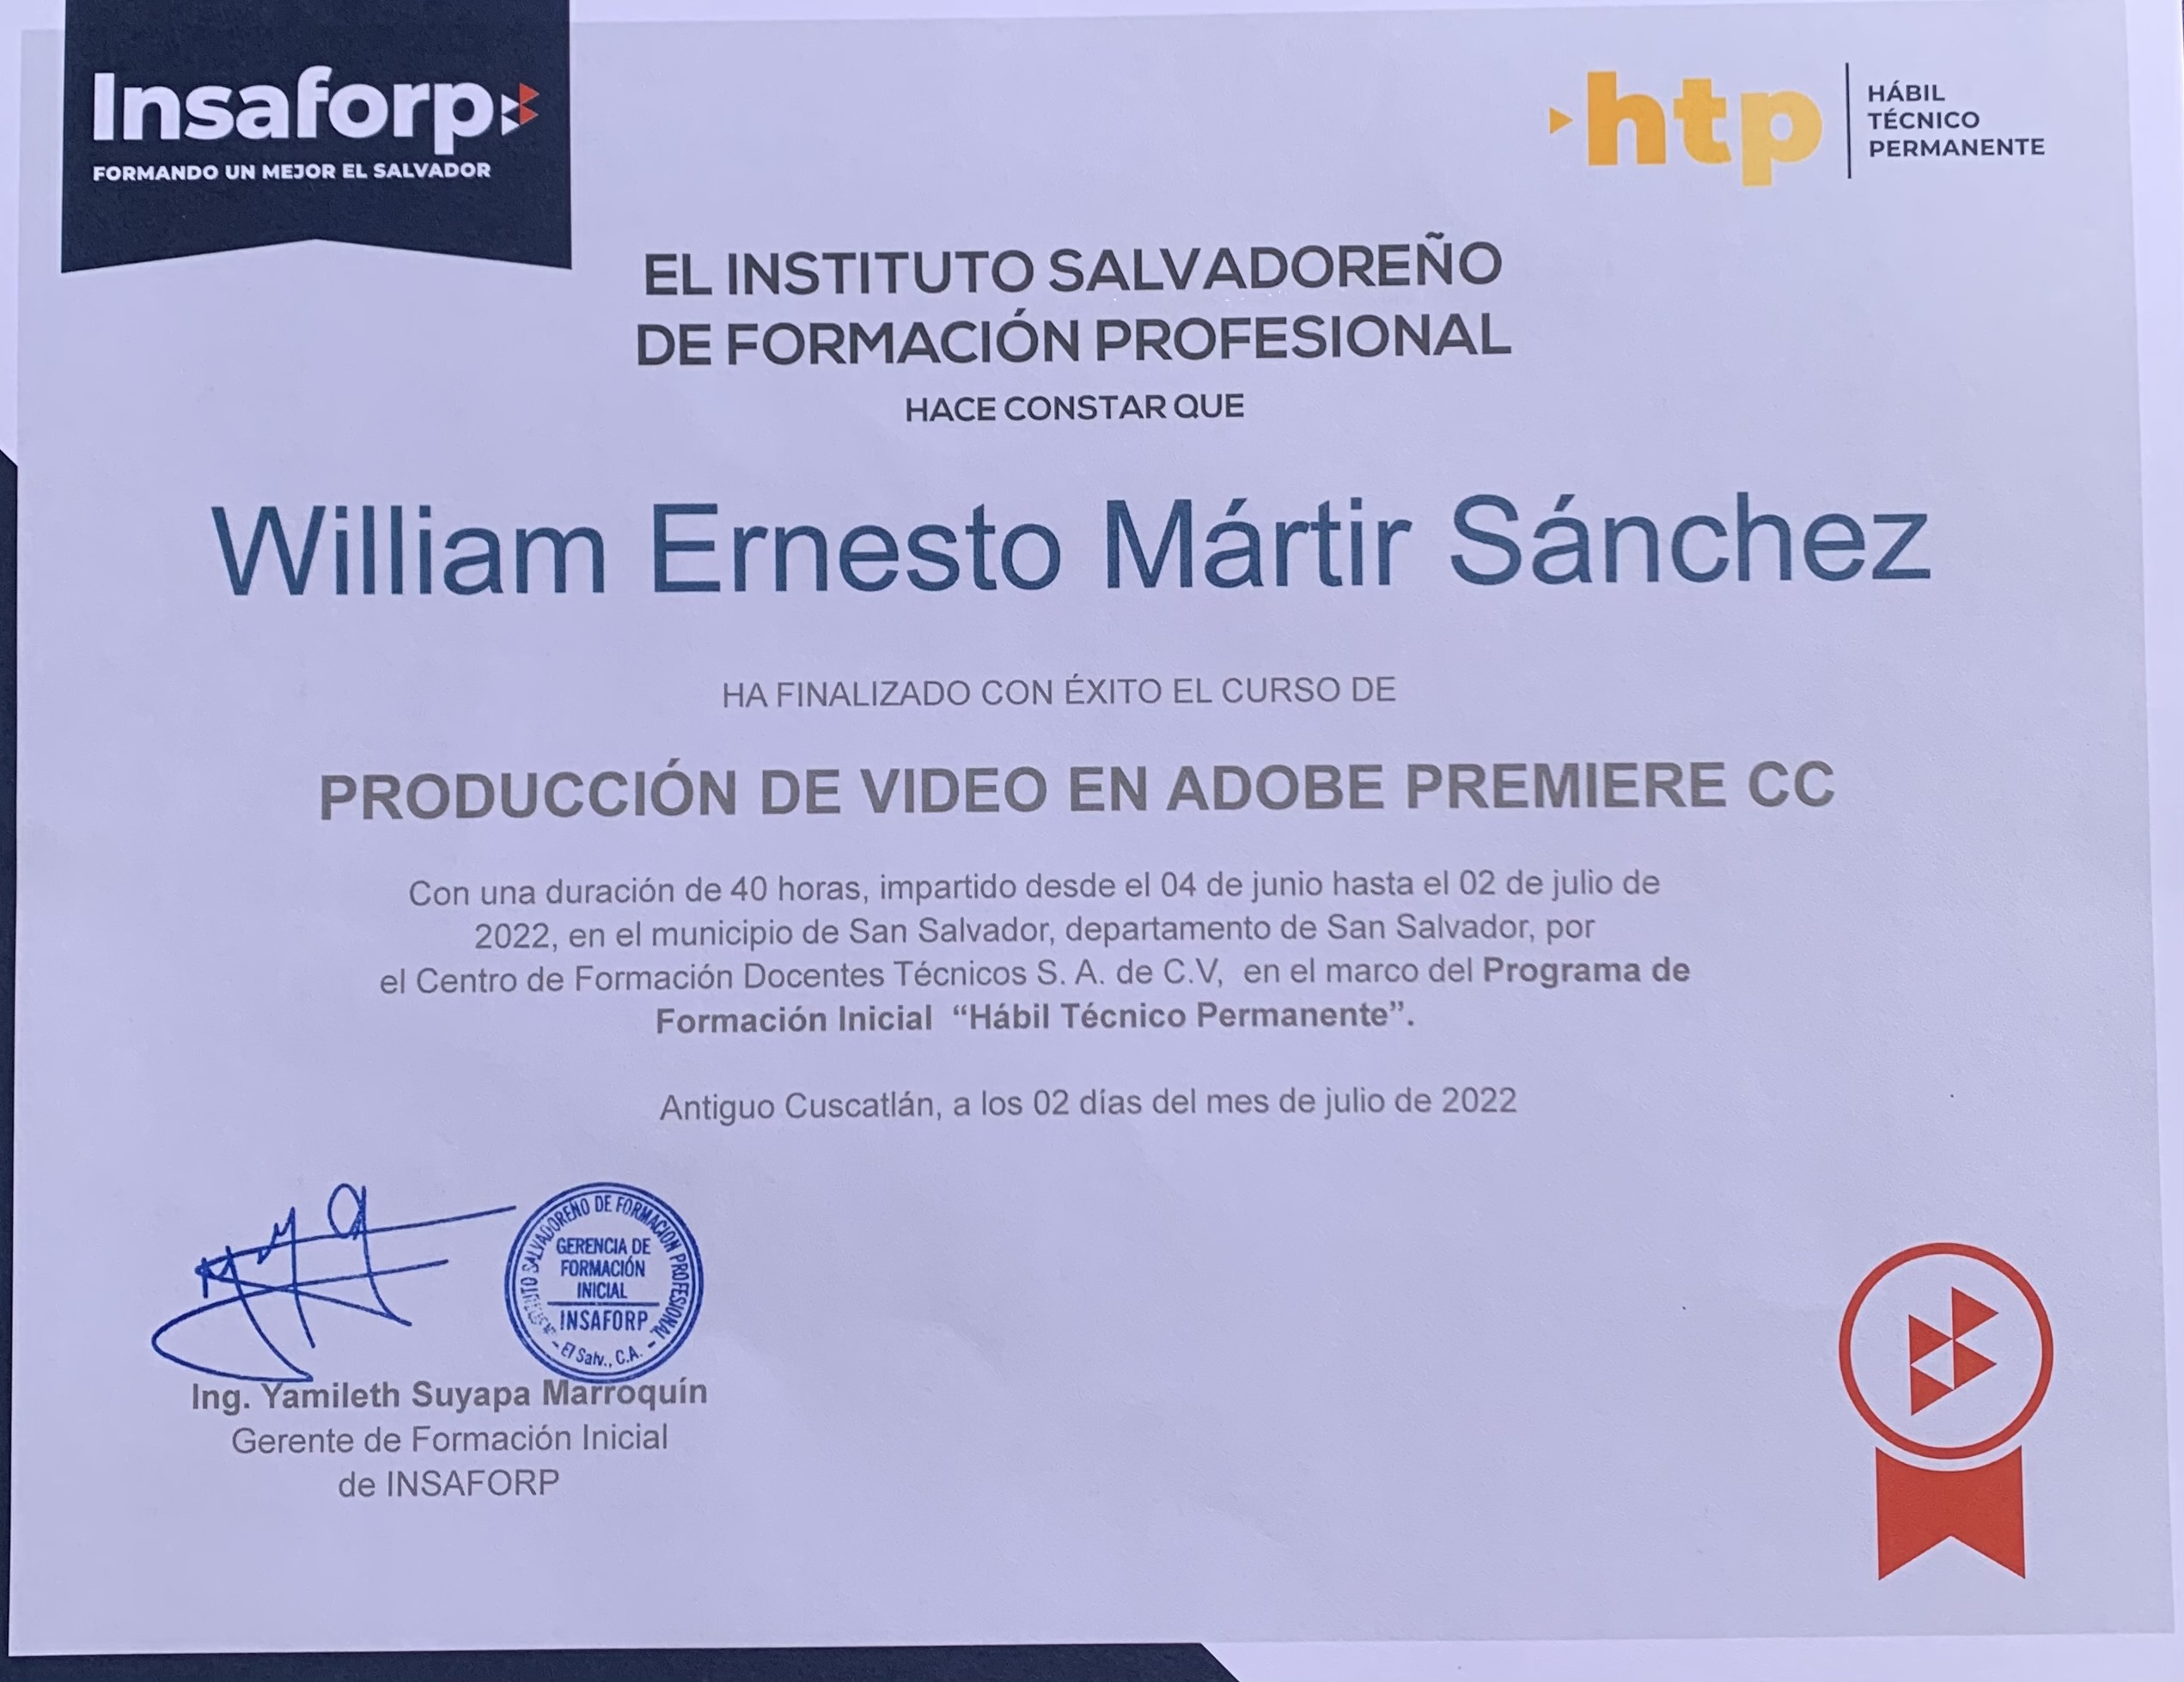 Insaforp
FORMANDO UN MEJOR EL SALVADOR
htp
HÁBIL
TÉCNICO
PERMANENTE
EL INSTITUTO SALVADOREÑO
DE FORMACIÓN PROFESIONAL
HACE CONSTAR QUE
William Ernesto Mártir Sánchez
HA FINALIZADO CON ÉXITO EL CURSO DE
PRODUCCIÓN DE VIDEO EN ADOBE PREMIERE CC
Con una duración de 40 horas, impartido desde el 04 de junio hasta el 02 de julio de
2022, en el municipio de San Salvador, departamento de San Salvador, por
el Centro de Formación Docentes Técnicos S. A. de C.V, en el marco del Programa de
Formación Inicial “Hábil Técnico Permanente”.
Antiguo Cuscatlán, a los 02 días del mes de julio de 2022
SALVADOREÑO DE FORMACIÓN PROFESIONAL
GERENCIA DE
FORMACIÓN
INICIAL
INSAFORP
- El Salv., C.A. -
Ing. Yamileth Suyapa Marroquín
Gerente de Formación Inicial
de INSAFORP